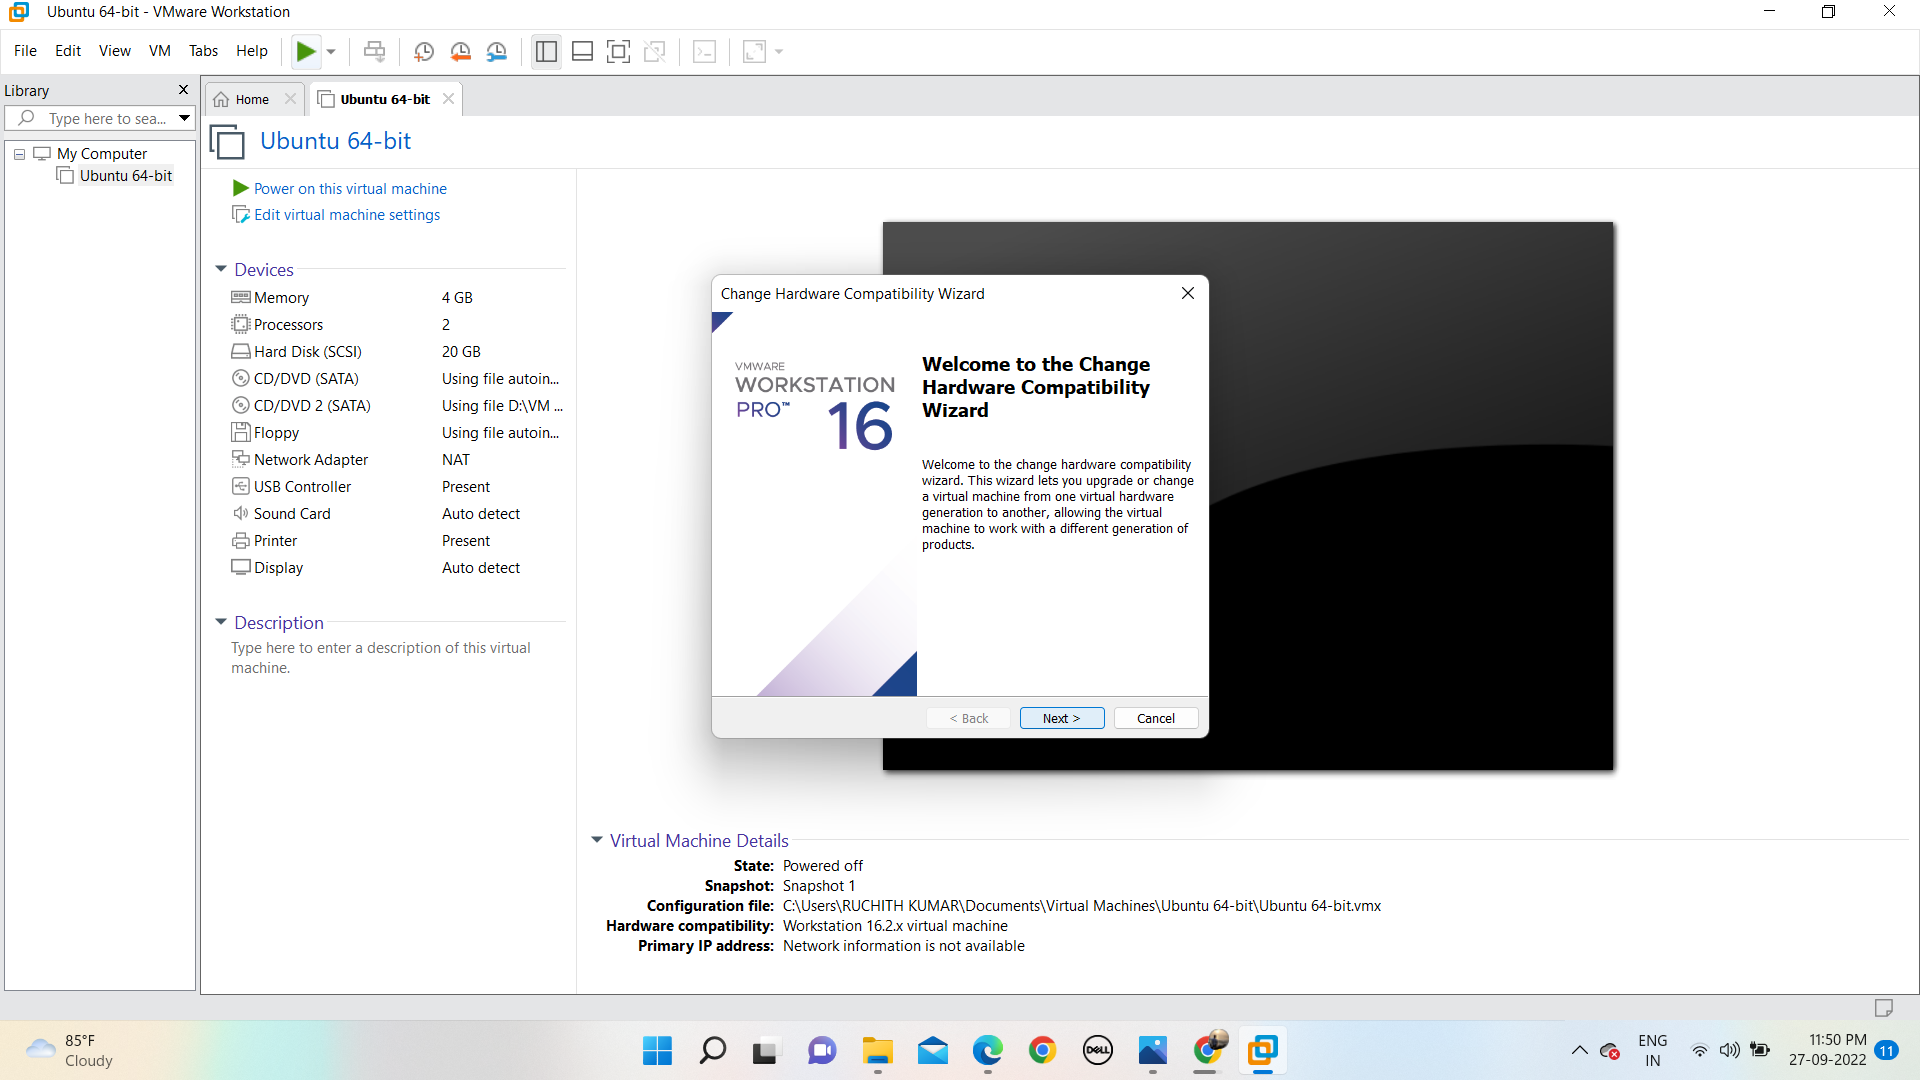 Ubuntu 64-bit - VMware Workstation
File Edit View VM Tabs Help
Library
Type here to sea...
My Computer
Ubuntu 64-bit
Home
Ubuntu 64-bit
Ubuntu 64-bit
Power on this virtual machine
Edit virtual machine settings
Devices
Memory 4 GB
Processors 2
Hard Disk (SCSI) 20 GB
CD/DVD (SATA) Using file autoin...
CD/DVD 2 (SATA) Using file D:\VM ...
Floppy Using file autoin...
Network Adapter NAT
USB Controller Present
Sound Card Auto detect
Printer Present
Display Auto detect
Description
Type here to enter a description of this virtual
machine.
Change Hardware Compatibility Wizard
VMWARE
WORKSTATION
PRO™ 16
Welcome to the Change
Hardware Compatibility
Wizard
Welcome to the change hardware compatibility
wizard. This wizard lets you upgrade or change
a virtual machine from one virtual hardware
generation to another, allowing the virtual
machine to work with a different generation of
products.
< Back Next > Cancel
Virtual Machine Details
State: Powered off
Snapshot: Snapshot 1
Configuration file: C:\Users\RUCHITH KUMAR\Documents\Virtual Machines\Ubuntu 64-bit\Ubuntu 64-bit.vmx
Hardware compatibility: Workstation 16.2.x virtual machine
Primary IP address: Network information is not available
85°F
Cloudy
DELL
ENG
IN
11:50 PM
27-09-2022
11